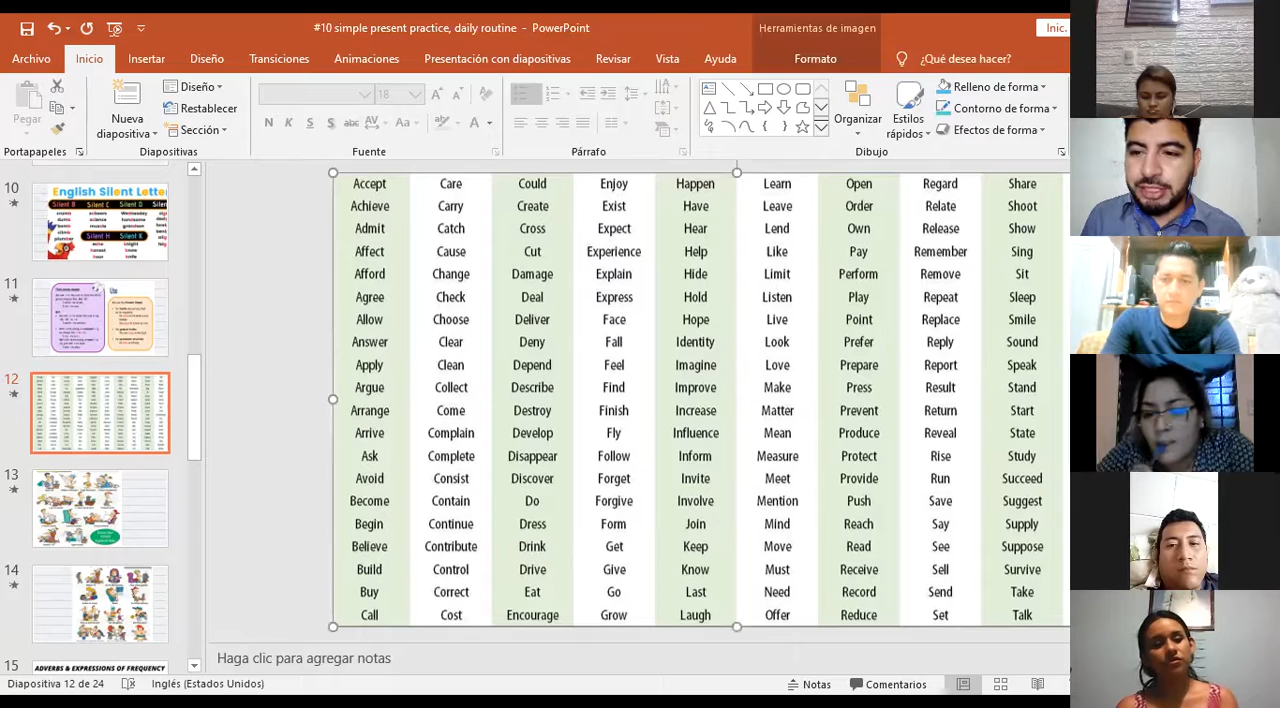 #10 simple present practice, daily routine - PowerPoint
Herramientas de imagen
Inic.
Archivo Inicio Insertar Diseño Transiciones Animaciones Presentación con diapositivas Revisar Vista Ayuda Formato ¿Qué desea hacer?
Pegar
Nueva diapositiva
Diseño
Restablecer
Sección
18
N K S S abc AV Aa A
Organizar
Estilos rápidos
Relleno de forma
Contorno de forma
Efectos de forma
Portapapeles Diapositivas Fuente Párrafo Dibujo
10
English Silent Letter
Silent B Silent C Silent D Silen
Silent H Silent K
11
12
13
14
15
ADVERBS & EXPRESSIONS OF FREQUENCY
Accept Care Could Enjoy Happen Learn Open Regard Share
Achieve Carry Create Exist Have Leave Order Relate Shoot
Admit Catch Cross Expect Hear Lend Own Release Show
Affect Cause Cut Experience Help Like Pay Remember Sing
Afford Change Damage Explain Hide Limit Perform Remove Sit
Agree Check Deal Express Hold Listen Play Repeat Sleep
Allow Choose Deliver Face Hope Live Point Replace Smile
Answer Clear Deny Fall Identity Look Prefer Reply Sound
Apply Clean Depend Feel Imagine Love Prepare Report Speak
Argue Collect Describe Find Improve Make Press Result Stand
Arrange Come Destroy Finish Increase Matter Prevent Return Start
Arrive Complain Develop Fly Influence Mean Produce Reveal State
Ask Complete Disappear Follow Inform Measure Protect Rise Study
Avoid Consist Discover Forget Invite Meet Provide Run Succeed
Become Contain Do Forgive Involve Mention Push Save Suggest
Begin Continue Dress Form Join Mind Reach Say Supply
Believe Contribute Drink Get Keep Move Read See Suppose
Build Control Drive Give Know Must Receive Sell Survive
Buy Correct Eat Go Last Need Record Send Take
Call Cost Encourage Grow Laugh Offer Reduce Set Talk
Haga clic para agregar notas
Diapositiva 12 de 24 Inglés (Estados Unidos) Notas Comentarios